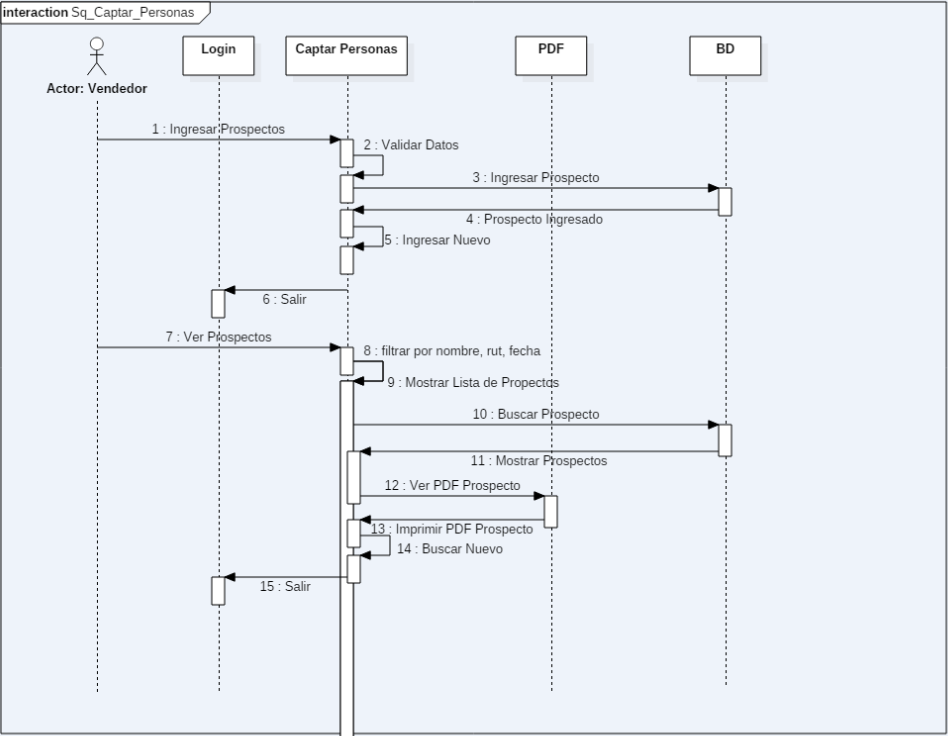 interaction Sq_Captar_Personas
Login
Captar Personas
PDF
BD
Actor: Vendedor
1 : Ingresar Prospectos
2 : Validar Datos
3 : Ingresar Prospecto
4 : Prospecto Ingresado
5 : Ingresar Nuevo
6 : Salir
7 : Ver Prospectos
8 : filtrar por nombre, rut, fecha
9 : Mostrar Lista de Propectos
10 : Buscar Prospecto
11 : Mostrar Prospectos
12 : Ver PDF Prospecto
13 : Imprimir PDF Prospecto
14 : Buscar Nuevo
15 : Salir